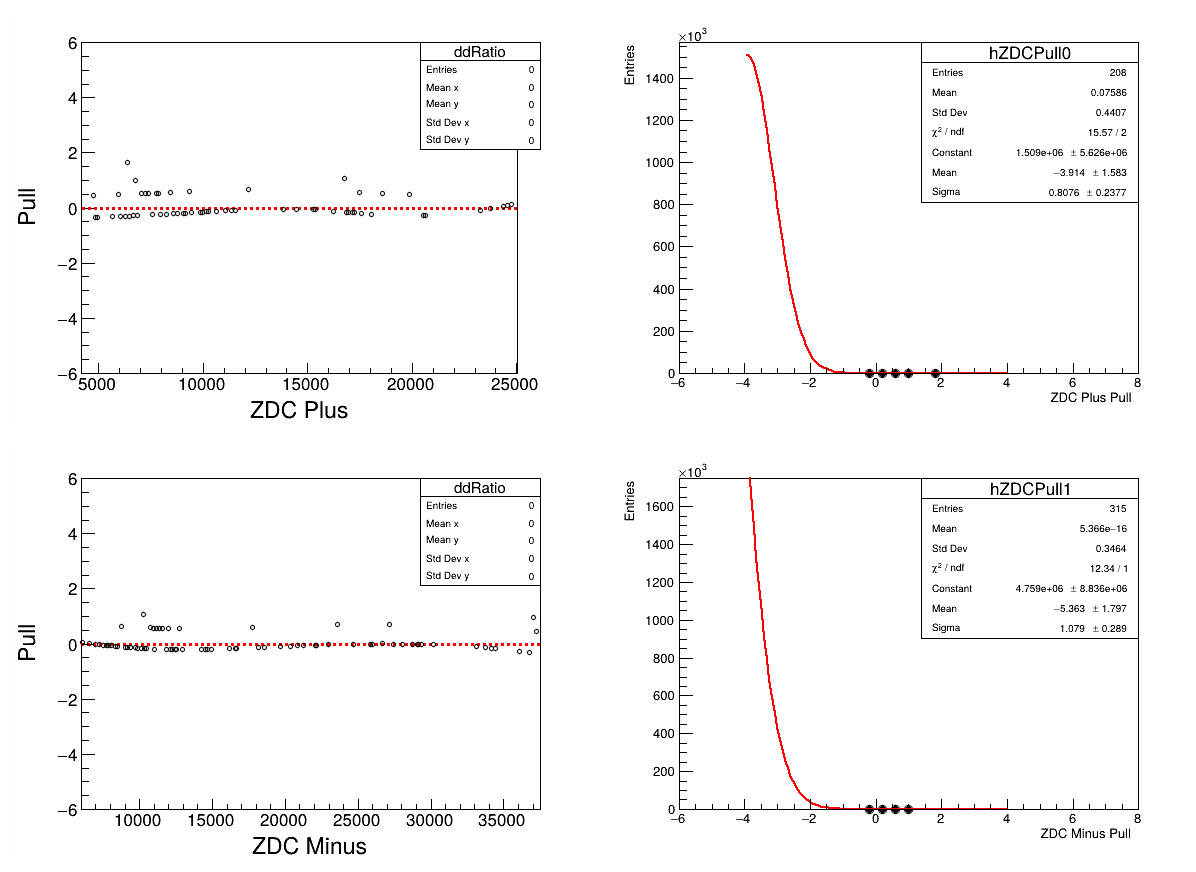 ddRatio
Entries 0
Mean x 0
Mean y 0
Std Dev x 0
Std Dev y 0
6
4
2
0
−2
−4
−6
Pull
5000 10000 15000 20000 25000
ZDC Plus
×10³
Entries
hZDCPull0
Entries 208
Mean 0.07586
Std Dev 0.4407
χ² / ndf 15.57 / 2
Constant 1.509e+06 ± 5.626e+06
Mean −3.914 ± 1.583
Sigma 0.8076 ± 0.2377
1400
1200
1000
800
600
400
200
0
−6 −4 −2 0 2 4 6 8
ZDC Plus Pull
ddRatio
Entries 0
Mean x 0
Mean y 0
Std Dev x 0
Std Dev y 0
6
4
2
0
−2
−4
−6
Pull
10000 15000 20000 25000 30000 35000
ZDC Minus
×10³
Entries
hZDCPull1
Entries 315
Mean 5.366e−16
Std Dev 0.3464
χ² / ndf 12.34 / 1
Constant 4.759e+06 ± 8.836e+06
Mean −5.363 ± 1.797
Sigma 1.079 ± 0.289
1600
1400
1200
1000
800
600
400
200
0
−6 −4 −2 0 2 4 6 8
ZDC Minus Pull